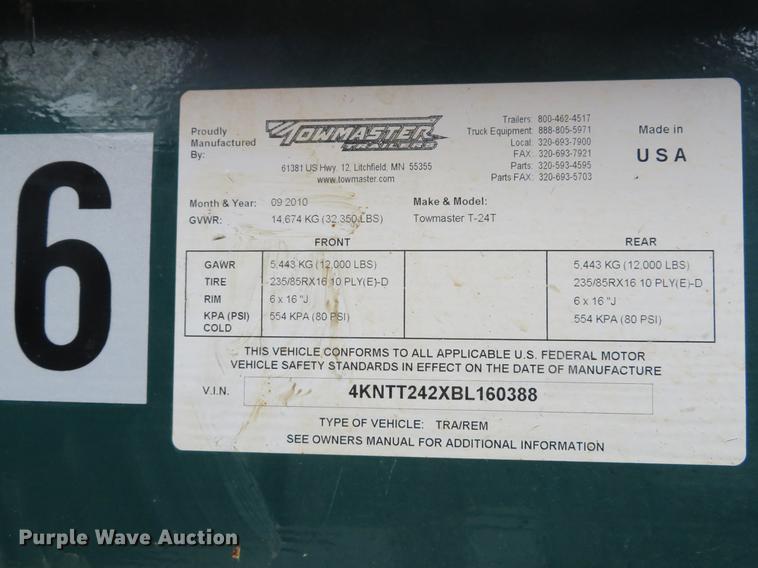 6
Proudly
Manufactured
By:
TOWMASTER
TRAILERS
61381 US Hwy. 12, Litchfield, MN 55355
www.towmaster.com
Trailers: 800-462-4517
Truck Equipment: 888-805-5971
Local: 320-693-7900
FAX: 320-693-7921
Parts: 320-593-4595
Parts FAX: 320-693-5703
Made in
USA
Month & Year: 09 2010 Make & Model:
GVWR: 14,674 KG (32,350 LBS) Towmaster T-24T
FRONT REAR
GAWR 5,443 KG (12,000 LBS) 5,443 KG (12,000 LBS)
TIRE 235/85RX16 10 PLY(E)-D 235/85RX16 10 PLY(E)-D
RIM 6 x 16 "J 6 x 16 "J
KPA (PSI) 554 KPA (80 PSI) 554 KPA (80 PSI)
COLD
THIS VEHICLE CONFORMS TO ALL APPLICABLE U.S. FEDERAL MOTOR
VEHICLE SAFETY STANDARDS IN EFFECT ON THE DATE OF MANUFACTURE
V.I.N. 4KNTT242XBL160388
TYPE OF VEHICLE: TRA/REM
SEE OWNERS MANUAL FOR ADDITIONAL INFORMATION
Purple Wave Auction